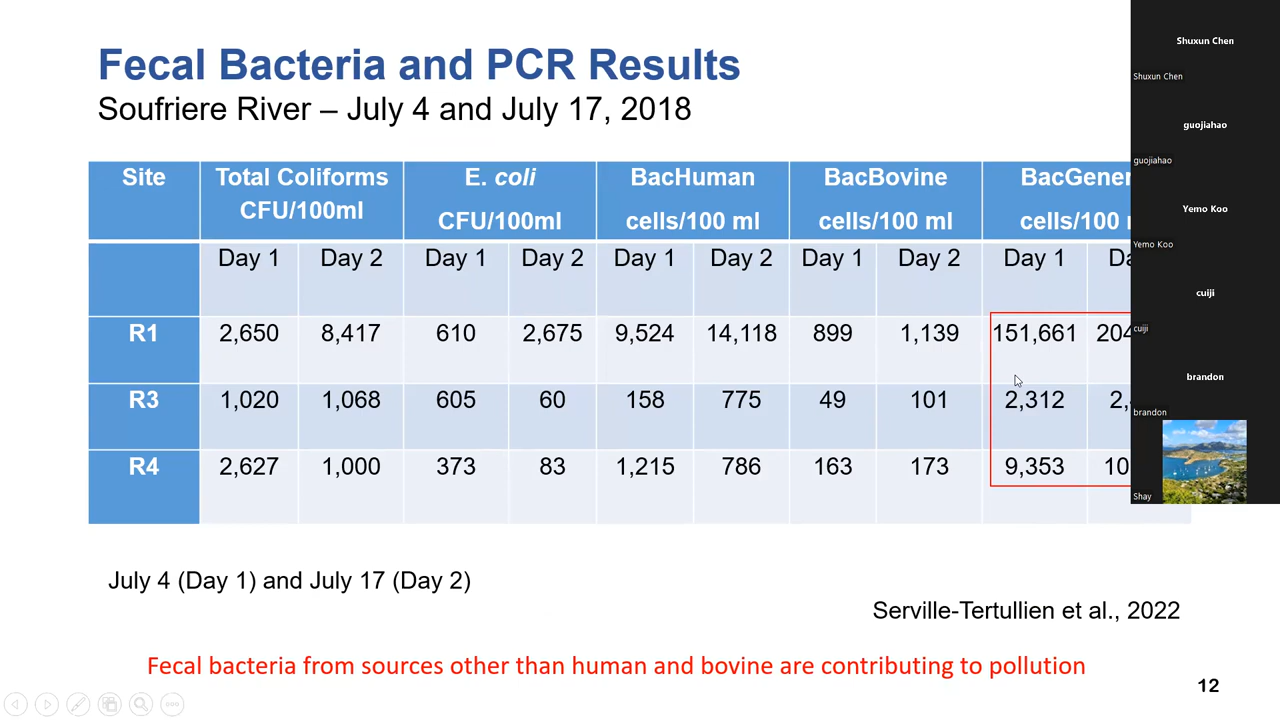 Fecal Bacteria and PCR Results
Soufriere River – July 4 and July 17, 2018
Site Total Coliforms E. coli BacHuman BacBovine
CFU/100ml CFU/100ml cells/100 ml cells/100 ml cells/100
Day 1 Day 2 Day 1 Day 2 Day 1 Day 2 Day 1 Day 2 Day 1
R1 2,650 8,417 610 2,675 9,524 14,118 899 1,139 151,661
R3 1,020 1,068 605 60 158 775 49 101 2,312
R4 2,627 1,000 373 83 1,215 786 163 173 9,353
July 4 (Day 1) and July 17 (Day 2)
Serville-Tertullien et al., 2022
Fecal bacteria from sources other than human and bovine are contributing to pollution
12
Shuxun Chen
Shuxun Chen
guojiahao
guojiahao
Yemo Koo
Yemo Koo
cuiji
cuiji
brandon
brandon
Shay